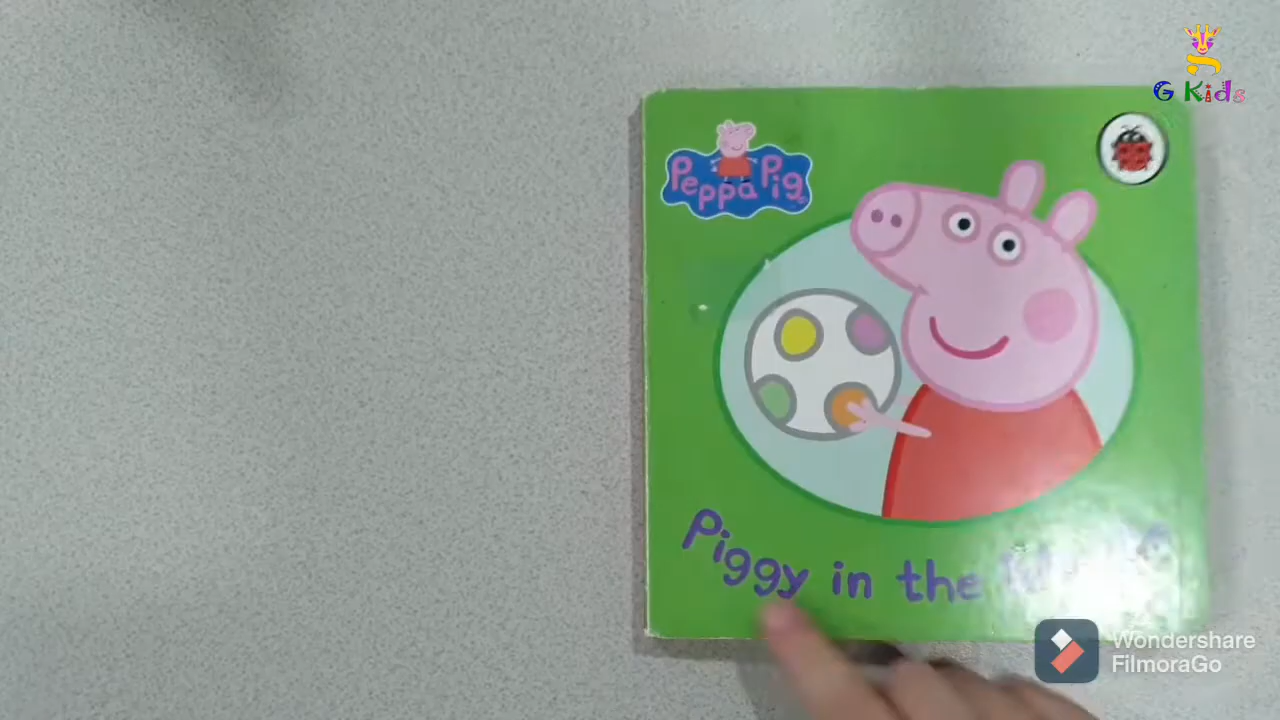 G Kids
Peppa Pig
Piggy in the
Wondershare
FilmoraGo